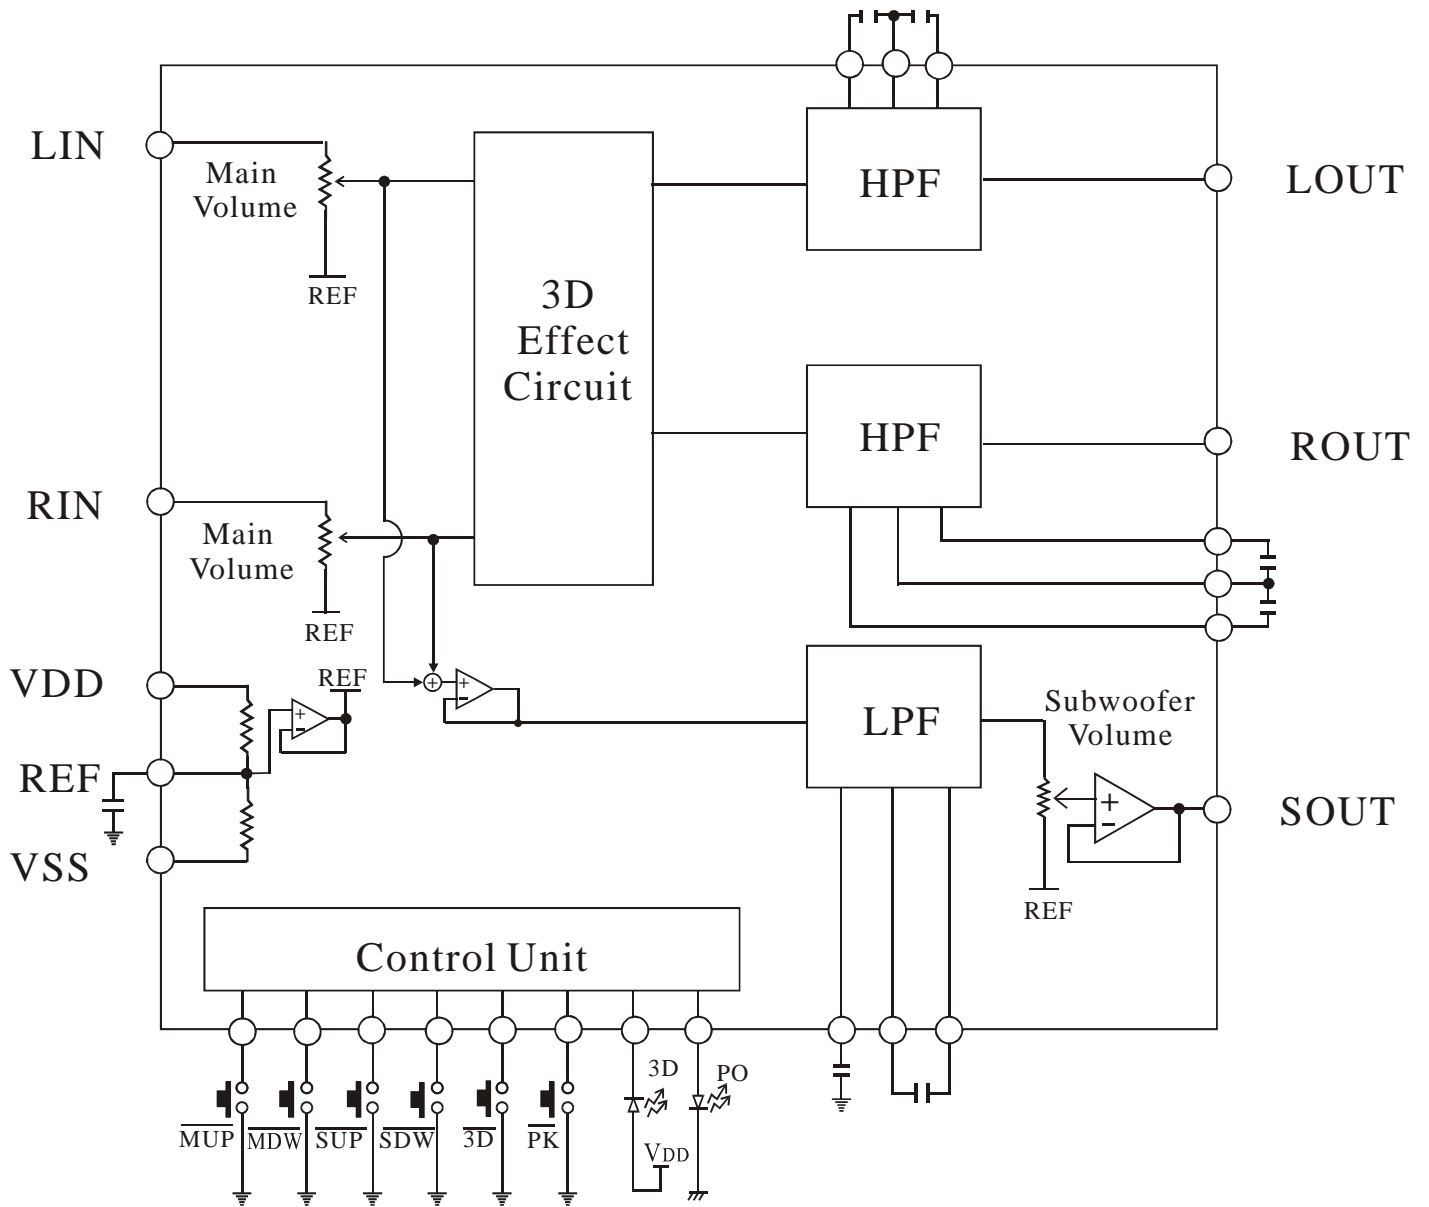 LIN
Main
Volume
REF
3D
Effect
Circuit
HPF
LOUT
HPF
ROUT
RIN
Main
Volume
REF
VDD
REF
+
-
REF
VSS
+
+
-
LPF
Subwoofer
Volume
+
-
REF
SOUT
Control Unit
MUP
MDW
SUP
SDW
3D
PK
3D
VDD
PO